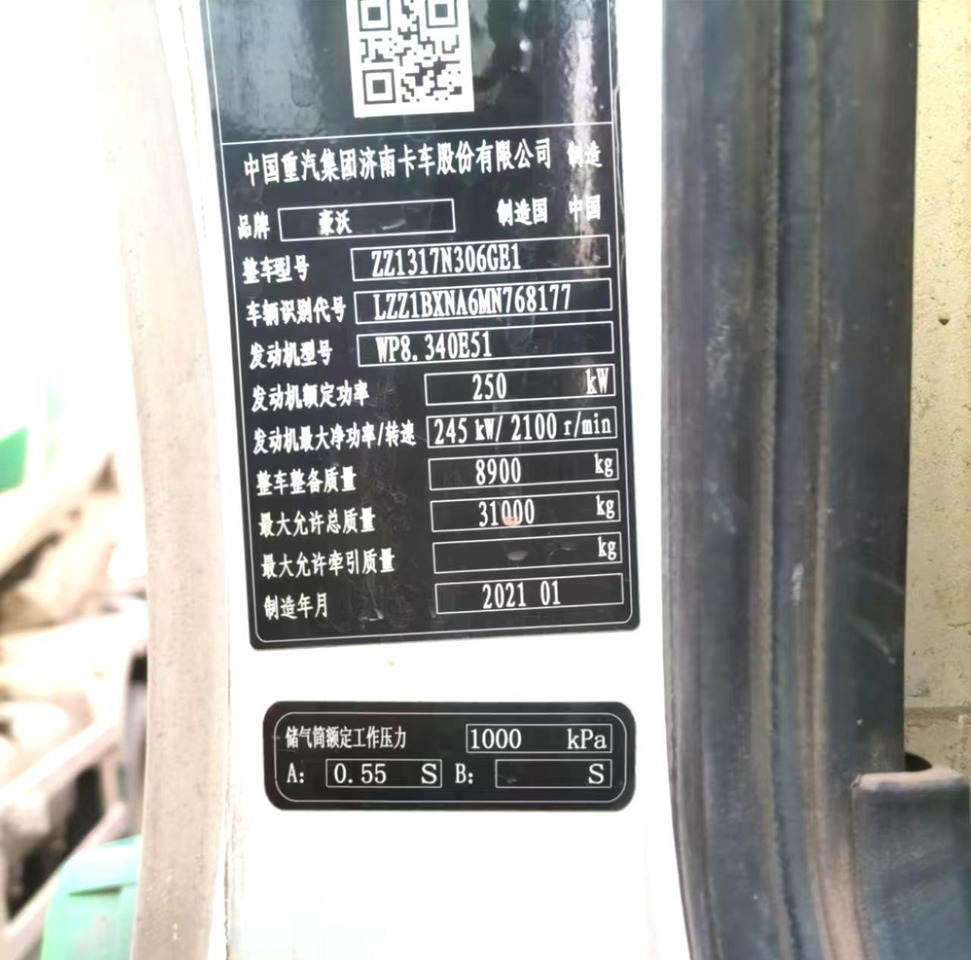 中国重汽集团济南卡车股份有限公司 制造
品牌 豪沃 制造国 中国
整车型号 ZZ1317N306GE1
车辆识别代号 LZZ1BXNA6MN768177
发动机型号 WP8.340E51
发动机额定功率 250 kW
发动机最大净功率/转速 245 kW/ 2100 r/min
整车整备质量 8900 kg
最大允许总质量 31000 kg
最大允许牵引质量 kg
制造年月 2021 01
储气筒额定工作压力 1000 kPa
A: 0.55 S B: S